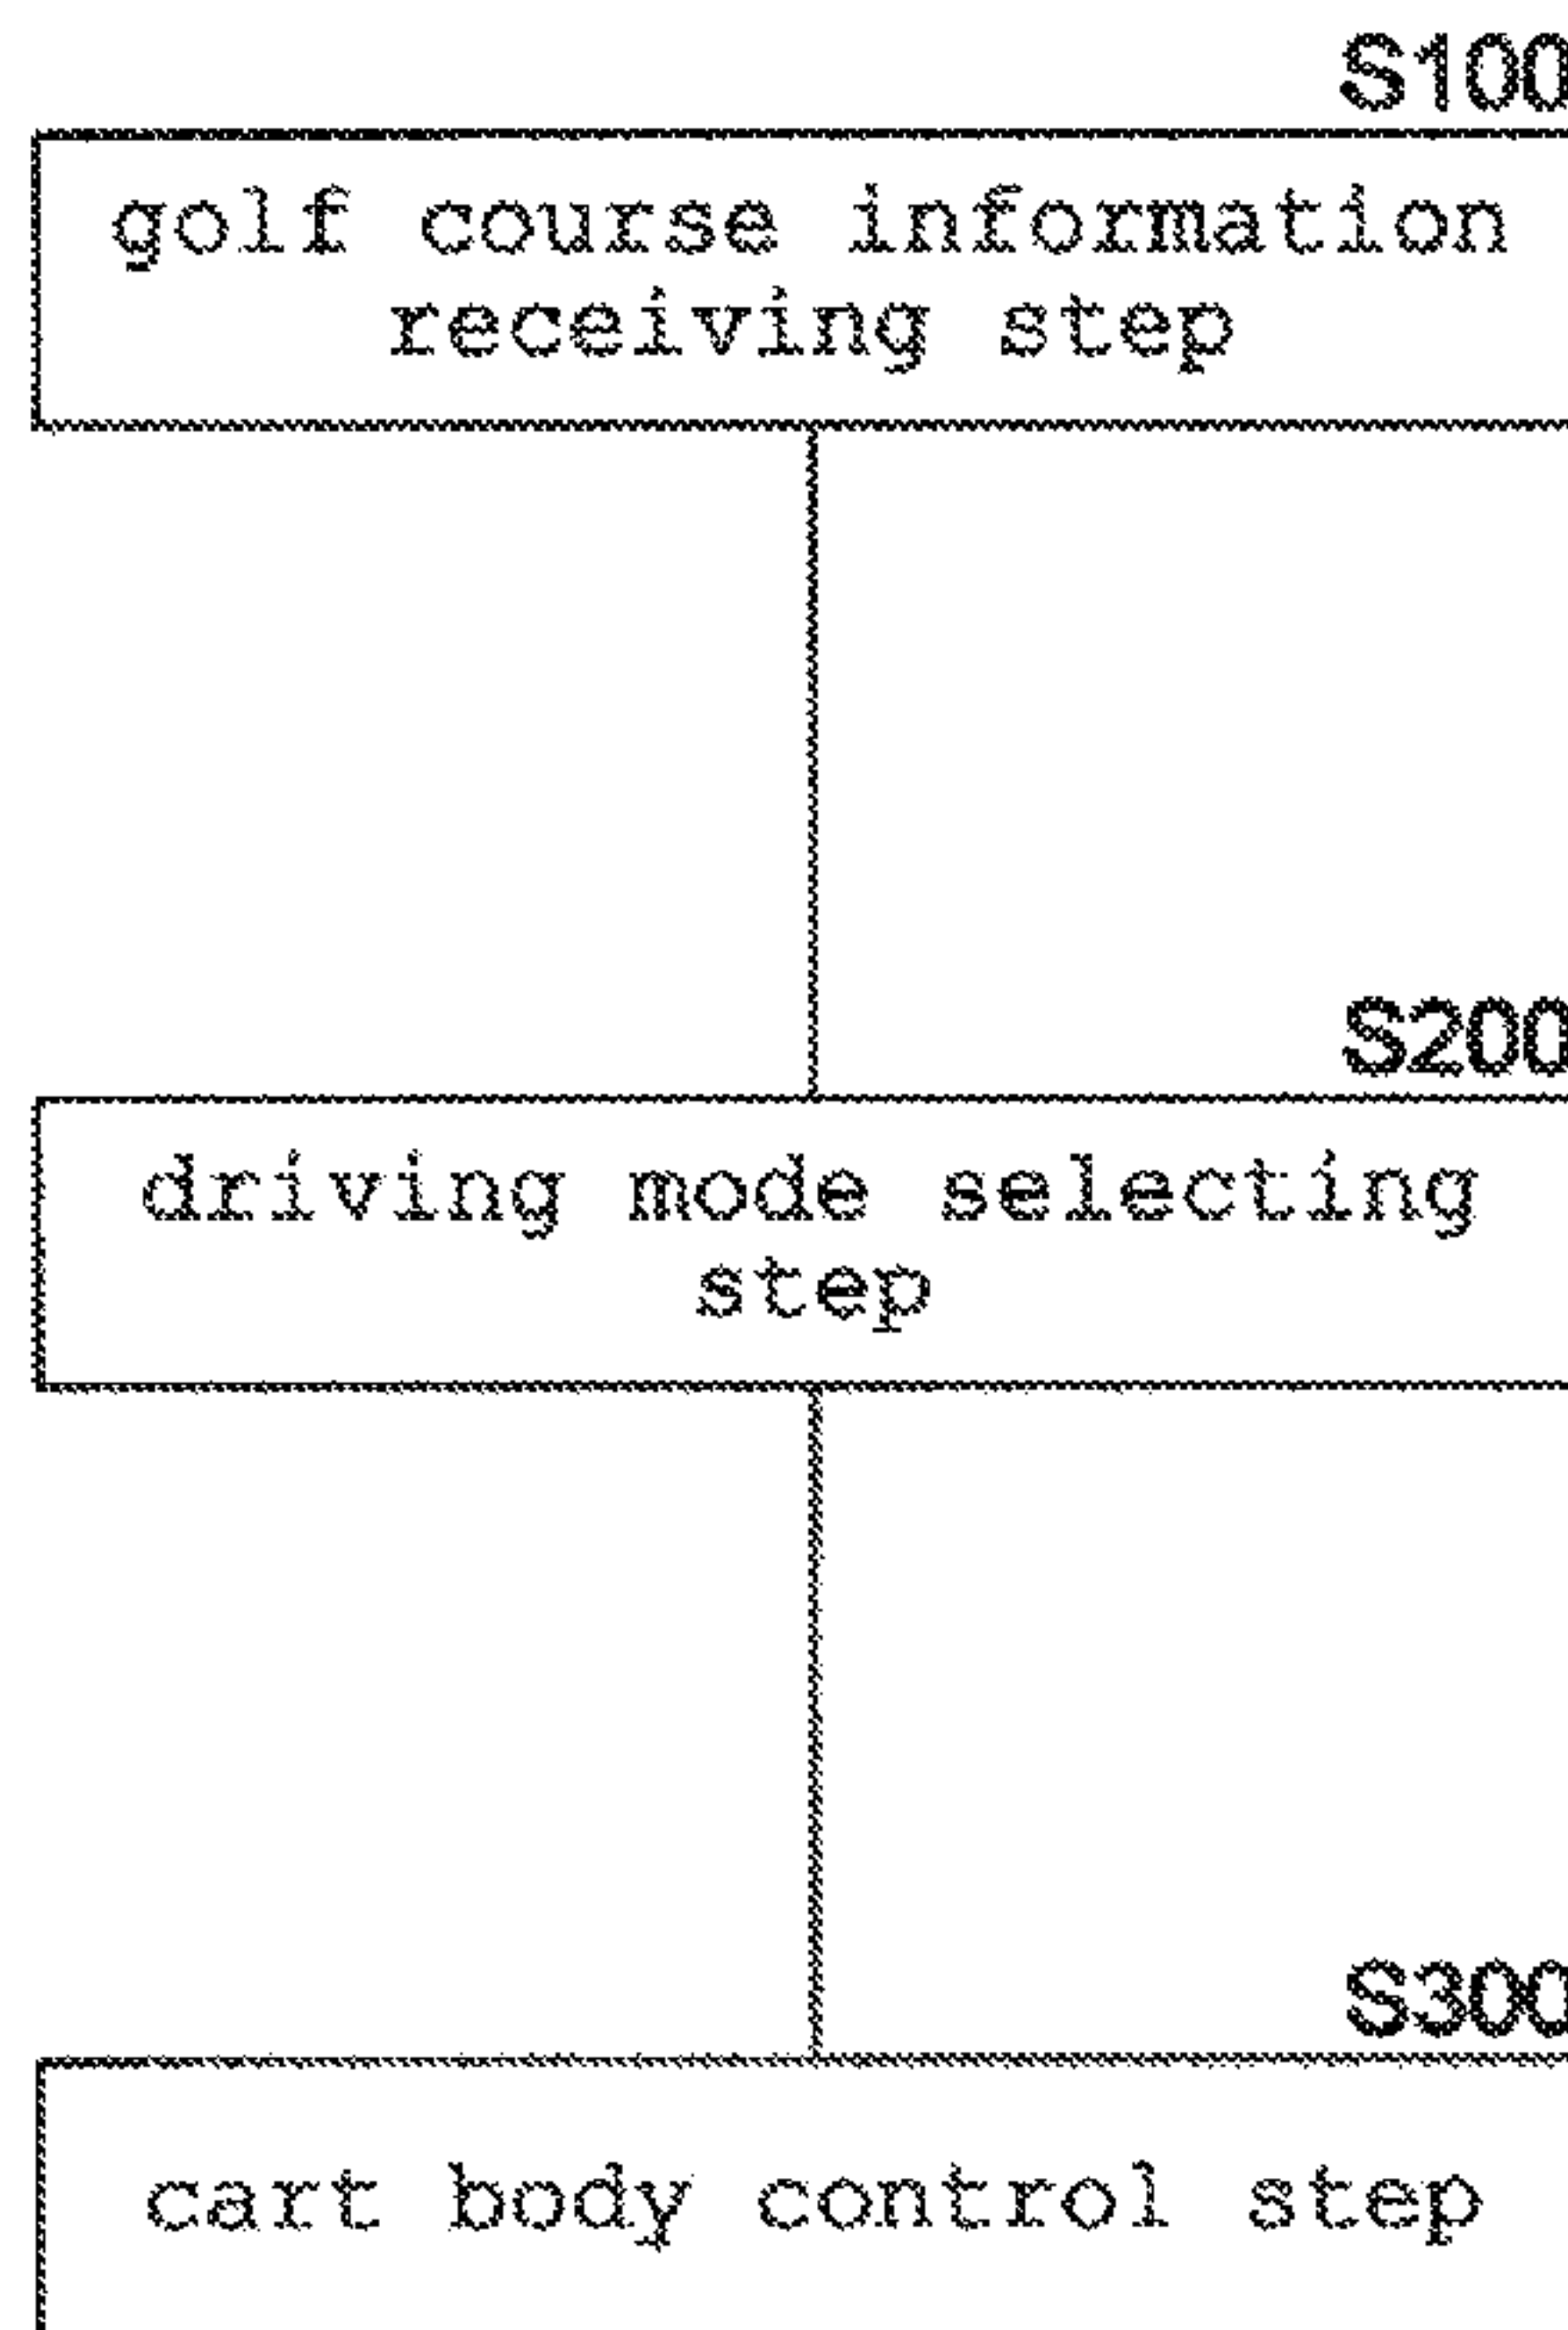 S100
golf course information
receiving step
S200
driving mode selecting
step
S300
cart body control step